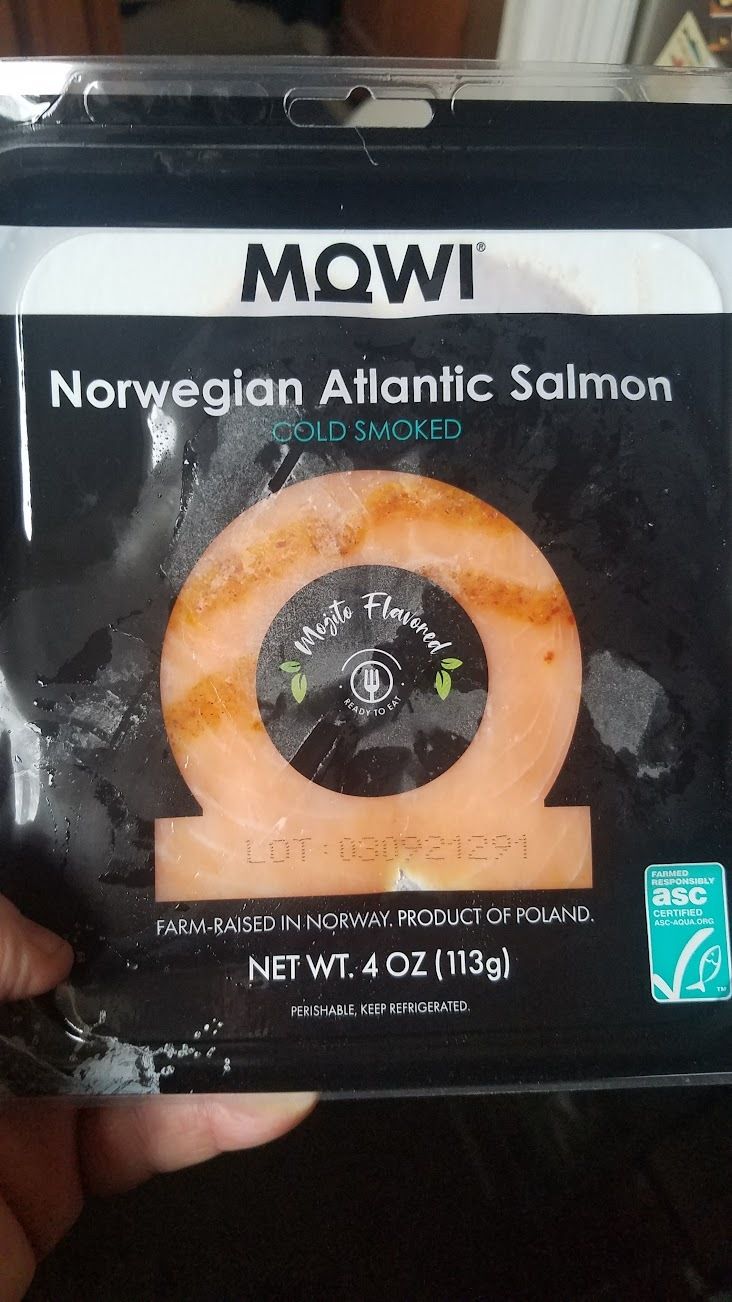 MOWI®
Norwegian Atlantic Salmon
COLD SMOKED
Mojito Flavored
• READY TO EAT •
LOT:030921291
FARM-RAISED IN NORWAY. PRODUCT OF POLAND.
NET WT. 4 OZ (113g)
PERISHABLE, KEEP REFRIGERATED.
FARMED
RESPONSIBLY
asc
CERTIFIED
ASC-AQUA.ORG
TM